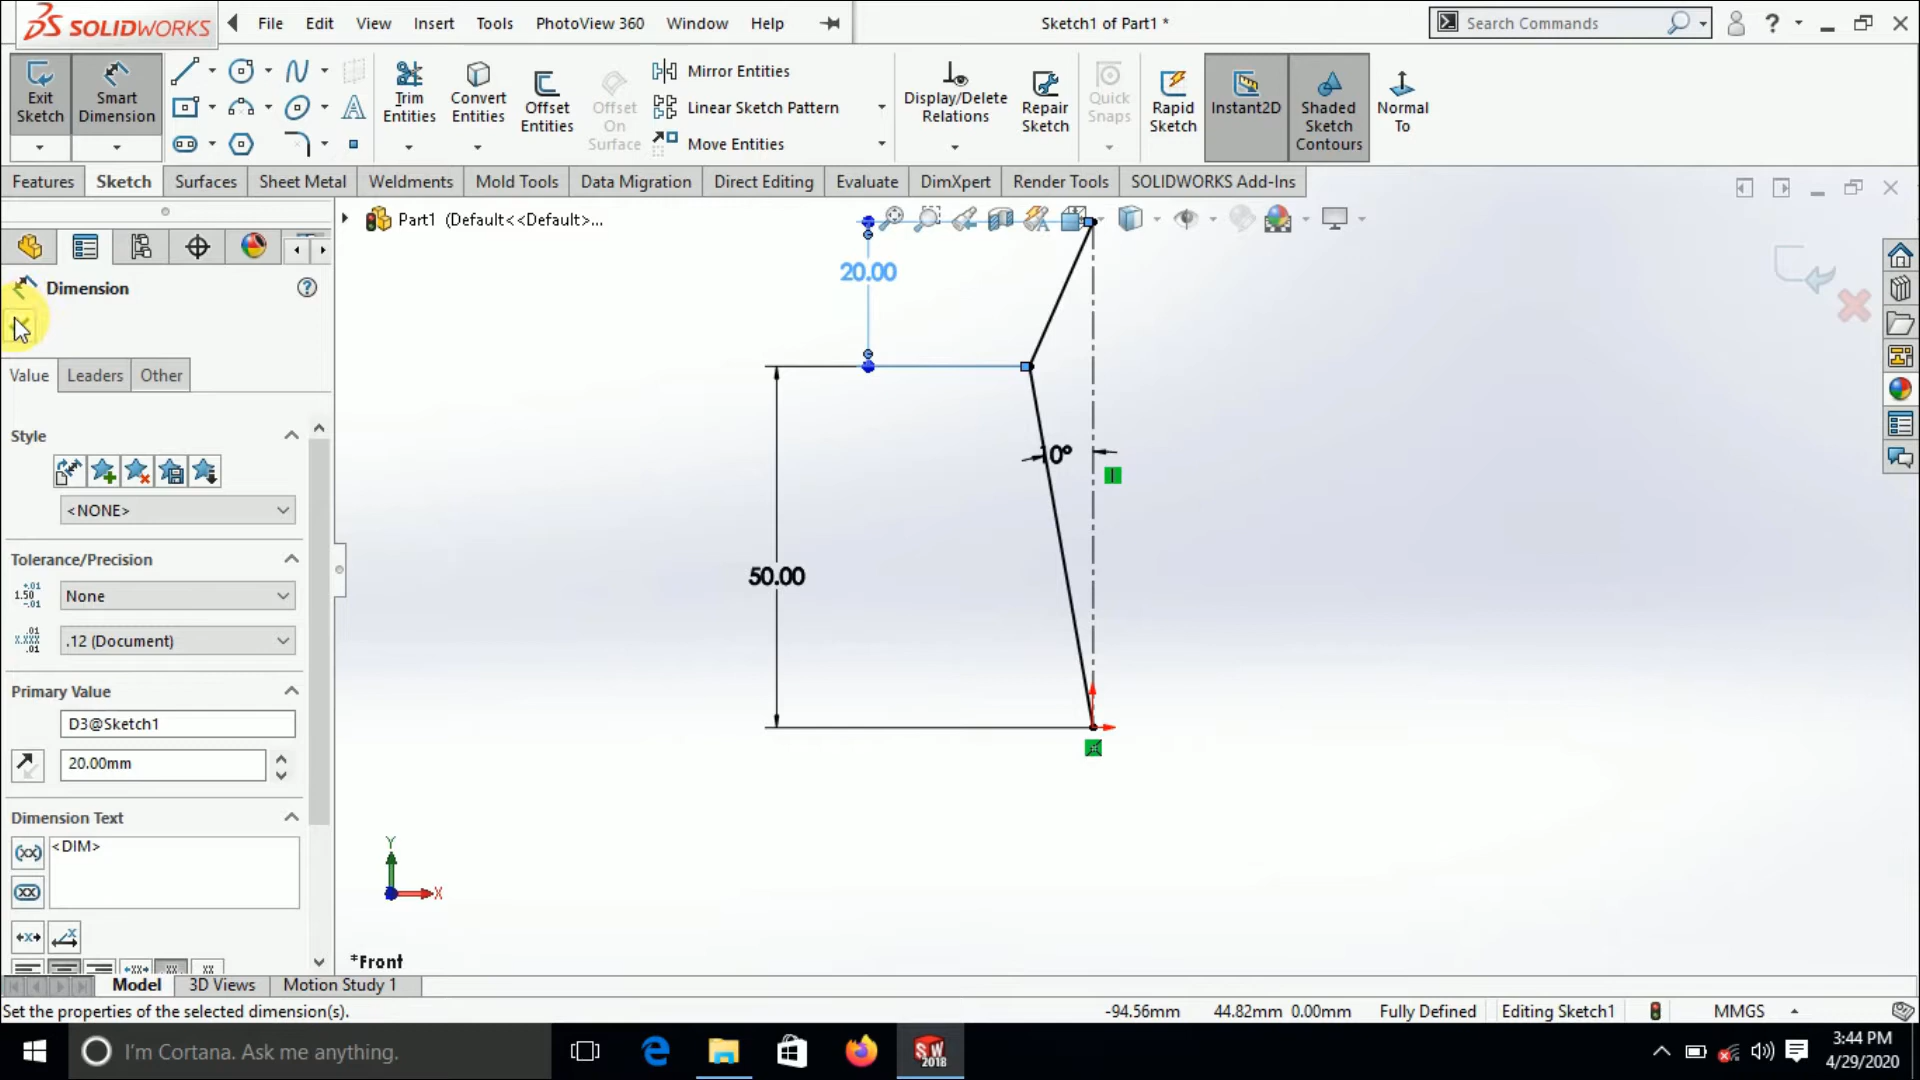 SOLIDWORKS File Edit View Insert Tools PhotoView 360 Window Help Sketch1 of Part1 * Search Commands ?
Exit Sketch
Smart Dimension
Trim Entities
Convert Entities
Offset Entities
Offset On Surface
Mirror Entities
Linear Sketch Pattern
Move Entities
Display/Delete Relations
Repair Sketch
Quick Snaps
Rapid Sketch
Instant2D
Shaded Sketch Contours
Normal To
Features Sketch Surfaces Sheet Metal Weldments Mold Tools Data Migration Direct Editing Evaluate DimXpert Render Tools SOLIDWORKS Add-Ins
Part1 (Default<<Default>...
Dimension
Value Leaders Other
Style
<NONE>
Tolerance/Precision
None
.12 (Document)
Primary Value
D3@Sketch1
20.00mm
Dimension Text
<DIM>
20.00
10°
50.00
Y
X
*Front
Model 3D Views Motion Study 1
Set the properties of the selected dimension(s). -94.56mm 44.82mm 0.00mm Fully Defined Editing Sketch1 MMGS
I'm Cortana. Ask me anything.
SW
2018
3:44 PM
4/29/2020